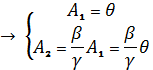 → { A₁ = θ
A₂ = β/γ A₁ = β/γ θ